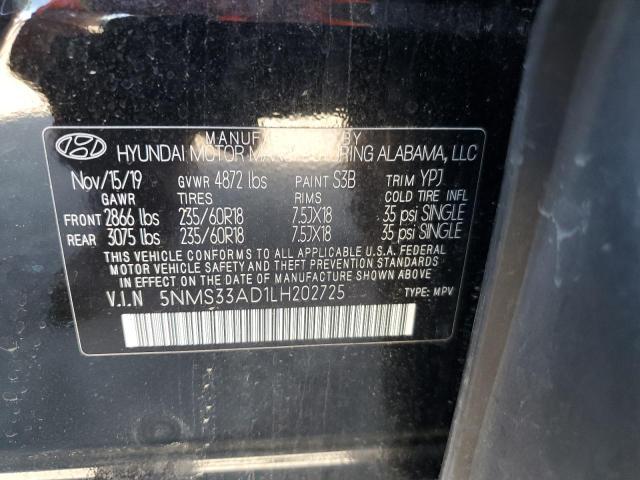 MANUFACTURED BY
HYUNDAI MOTOR MANUFACTURING ALABAMA, LLC
Nov/15/19 GVWR 4872 lbs PAINT S3B TRIM YPJ
GAWR TIRES RIMS COLD TIRE INFL
FRONT 2866 lbs 235/60R18 7.5JX18 35 psi SINGLE
REAR 3075 lbs 235/60R18 7.5JX18 35 psi SINGLE
THIS VEHICLE CONFORMS TO ALL APPLICABLE U.S.A. FEDERAL
MOTOR VEHICLE SAFETY AND THEFT PREVENTION STANDARDS
IN EFFECT ON THE DATE OF MANUFACTURE SHOWN ABOVE.
V.I.N 5NMS33AD1LH202725 TYPE: MPV